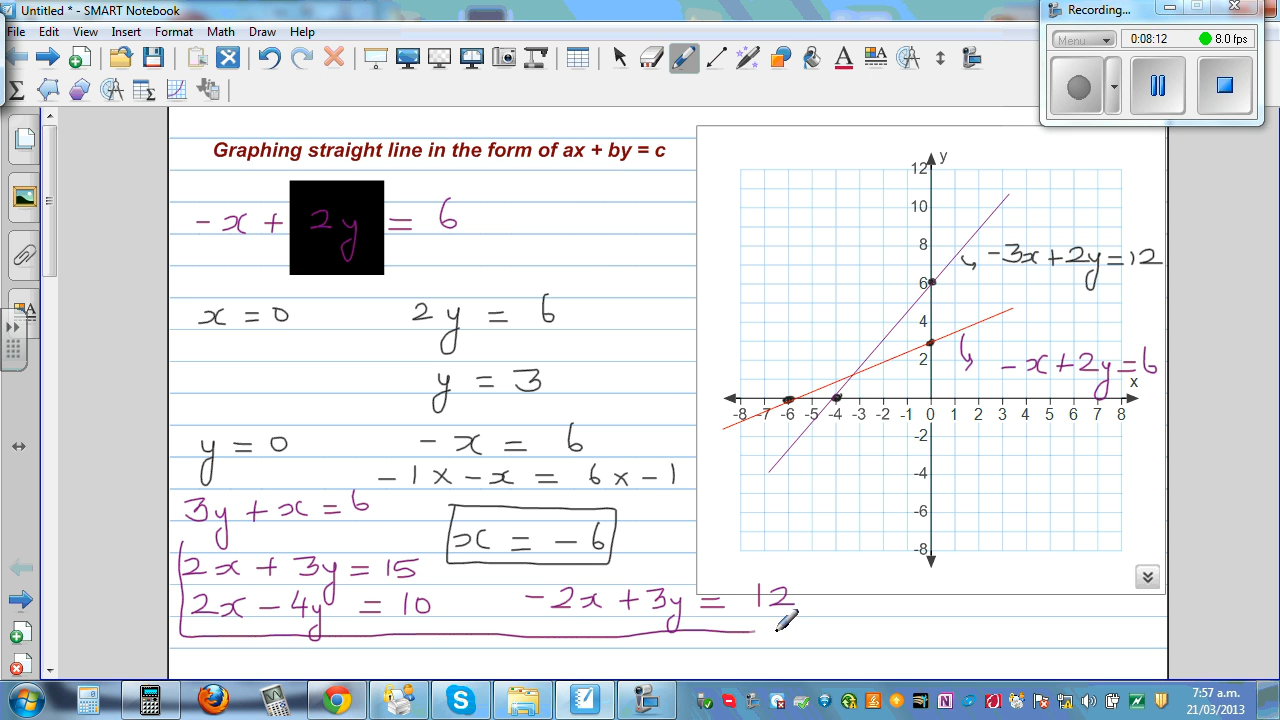 Untitled * - SMART Notebook
File Edit View Insert Format Math Draw Help
Recording...
Menu 0:08:12 8.0 fps
Graphing straight line in the form of ax + by = c
-x + 2y = 6
x = 0 2y = 6
y = 3
y = 0 -x = 6
-1 x -x = 6 x -1
3y + x = 6
x = -6
2x + 3y = 15
2x - 4y = 10 -2x + 3y = 12
y
12
10
8
-3x + 2y = 12
6
4
2
-x + 2y = 6
x
-8 -7 -6 -5 -4 -3 -2 -1 0 1 2 3 4 5 6 7 8
-2
-4
-6
-8
7:57 a.m.
21/03/2013